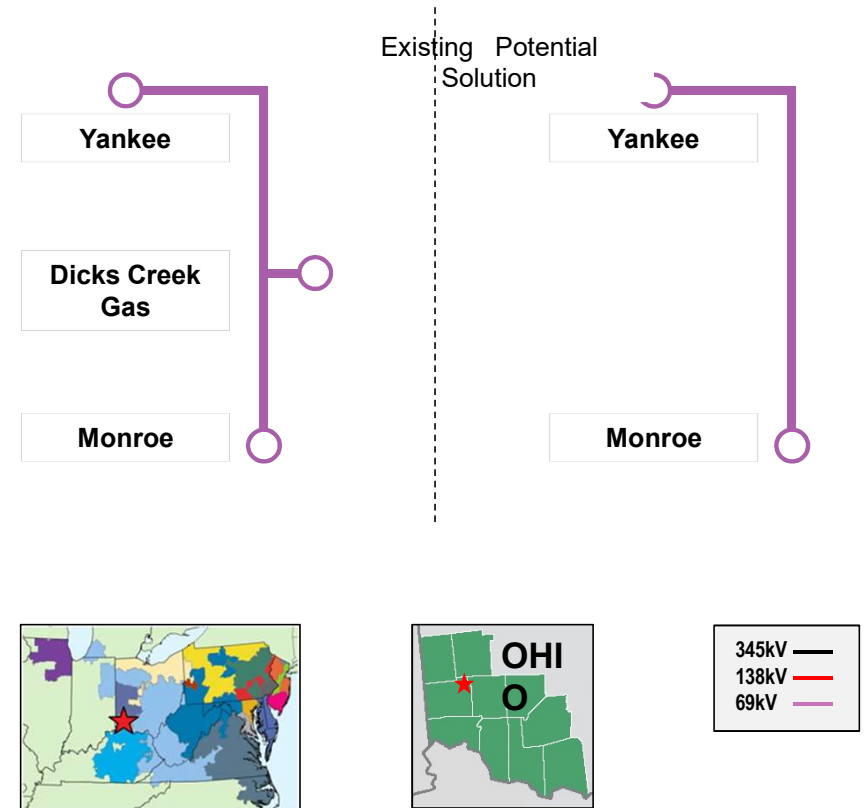 Existing Potential
Solution
Yankee
Yankee
Dicks Creek
Gas
Monroe
Monroe
OHI
O
345kV
138kV
69kV